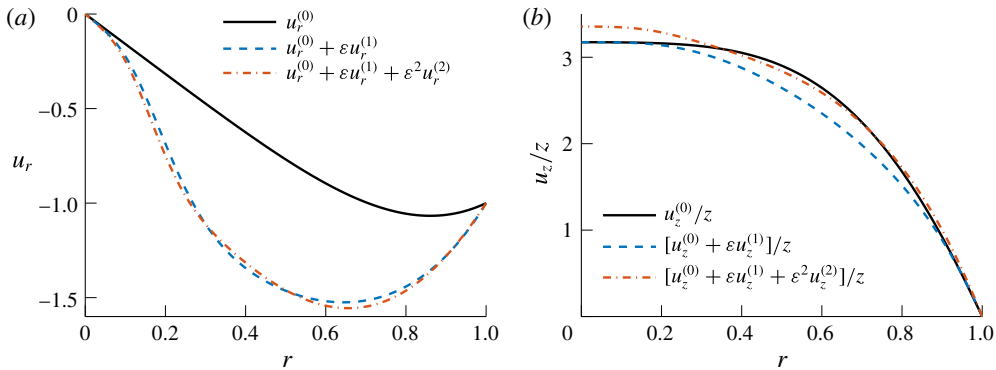 (a)
u_r^(0)
u_r^(0) + εu_r^(1)
u_r^(0) + εu_r^(1) + ε²u_r^(2)
0
–0.5
–1.0
–1.5
u_r
0 0.2 0.4 0.6 0.8 1.0
r
(b)
3
2
1
u_z/z
u_z^(0)/z
[u_z^(0) + εu_z^(1)]/z
[u_z^(0) + εu_z^(1) + ε²u_z^(2)]/z
0 0.2 0.4 0.6 0.8 1.0
r